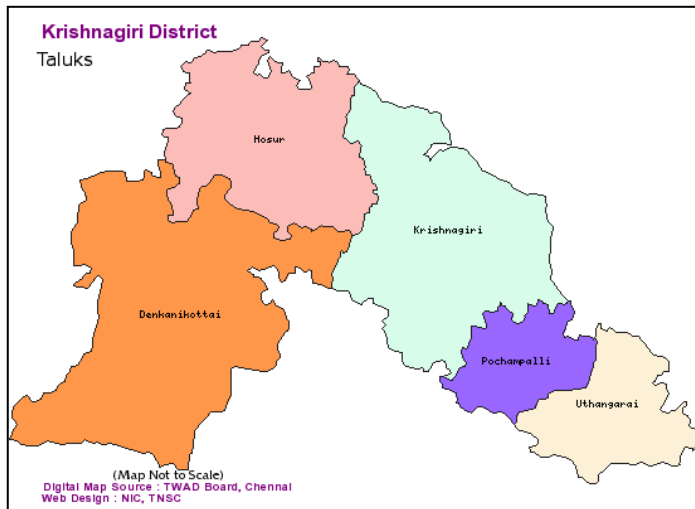 Krishnagiri District
Taluks
Hosur
Krishnagiri
Denkanikottai
Pochampalli
Uthangarai
(Map Not to Scale)
Digital Map Source : TWAD Board, Chennai
Web Design : NIC, TNSC